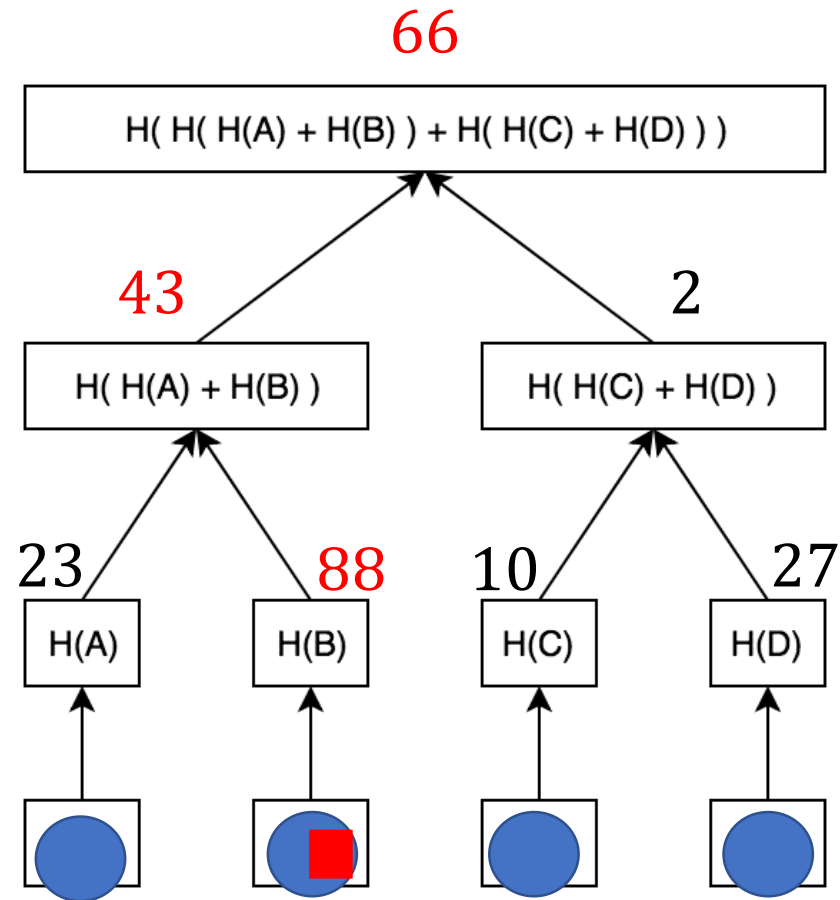 66
H( H( H(A) + H(B) ) + H( H(C) + H(D) ) )
43 2
H( H(A) + H(B) ) H( H(C) + H(D) )
23 88 10 27
H(A) H(B) H(C) H(D)